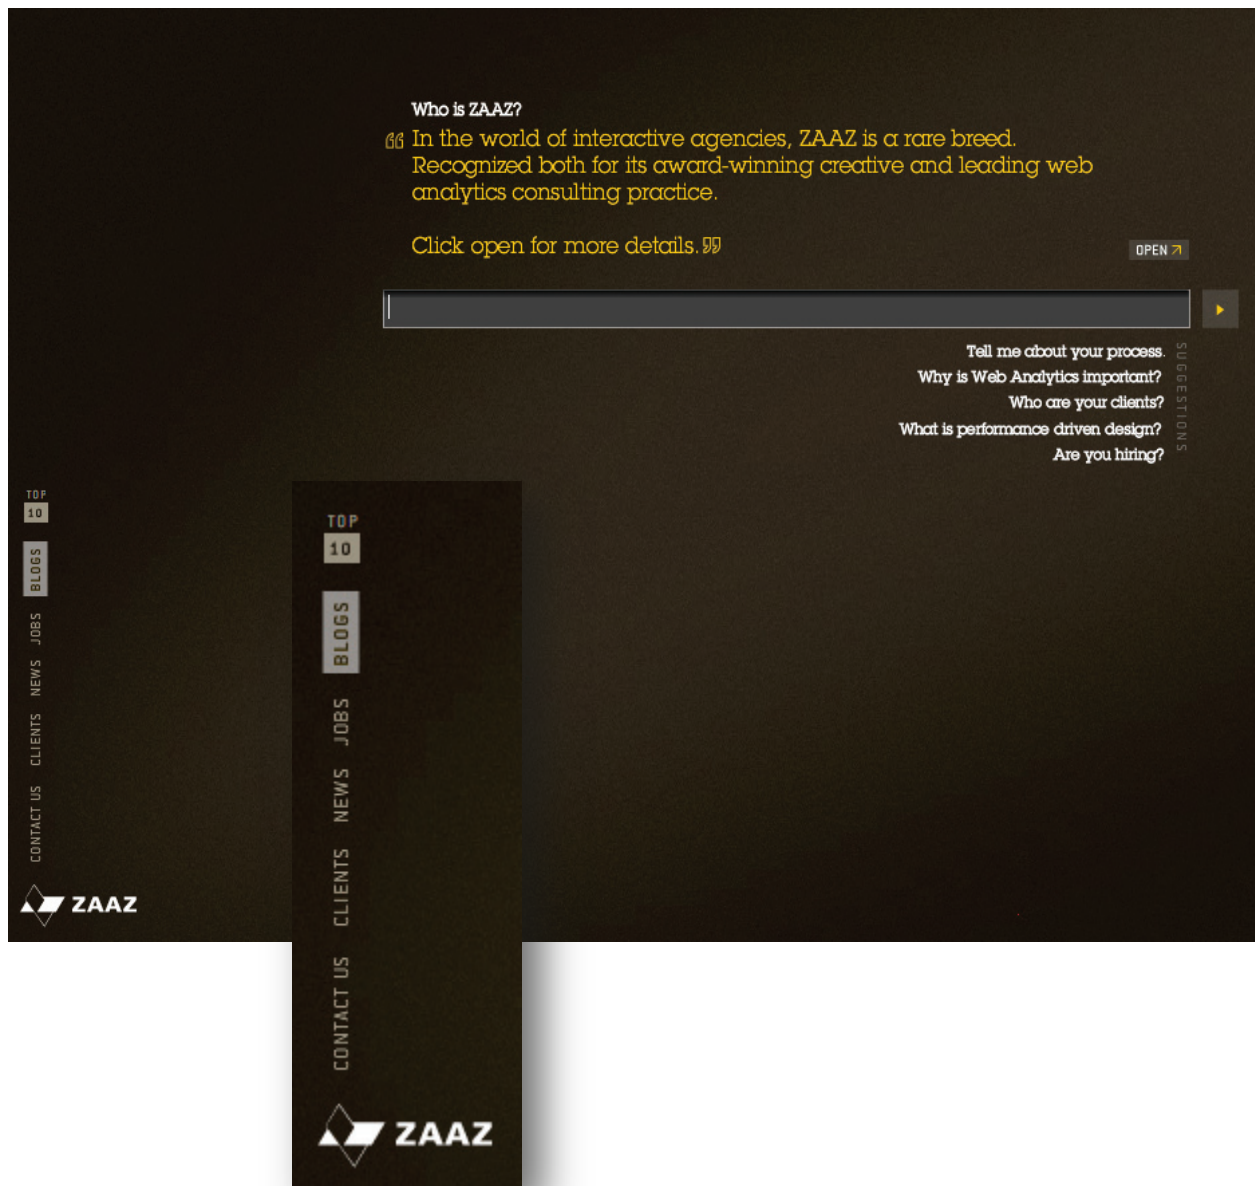 Who is ZAAZ?
“ In the world of interactive agencies, ZAAZ is a rare breed.
Recognized both for its award-winning creative and leading web
analytics consulting practice.
Click open for more details. ”
OPEN
Tell me about your process.
Why is Web Analytics important?
Who are your clients?
What is performance driven design?
Are you hiring?
SUGGESTIONS
TOP
10
BLOGS
JOBS
NEWS
CLIENTS
CONTACT US
ZAAZ
TOP
10
BLOGS
JOBS
NEWS
CLIENTS
CONTACT US
ZAAZ